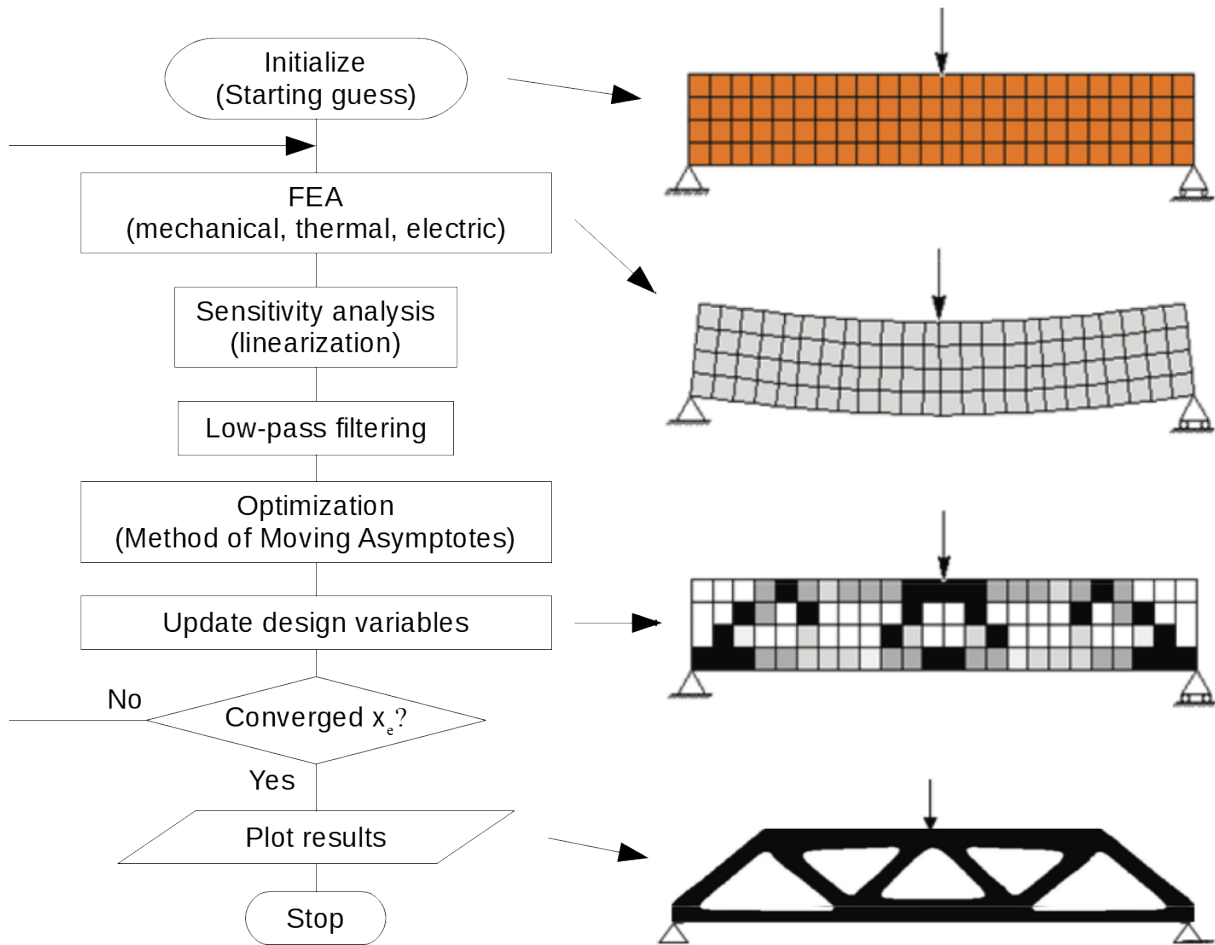 Initialize
(Starting guess)
FEA
(mechanical, thermal, electric)
Sensitivity analysis
(linearization)
Low-pass filtering
Optimization
(Method of Moving Asymptotes)
Update design variables
No
Converged xₑ?
Yes
Plot results
Stop